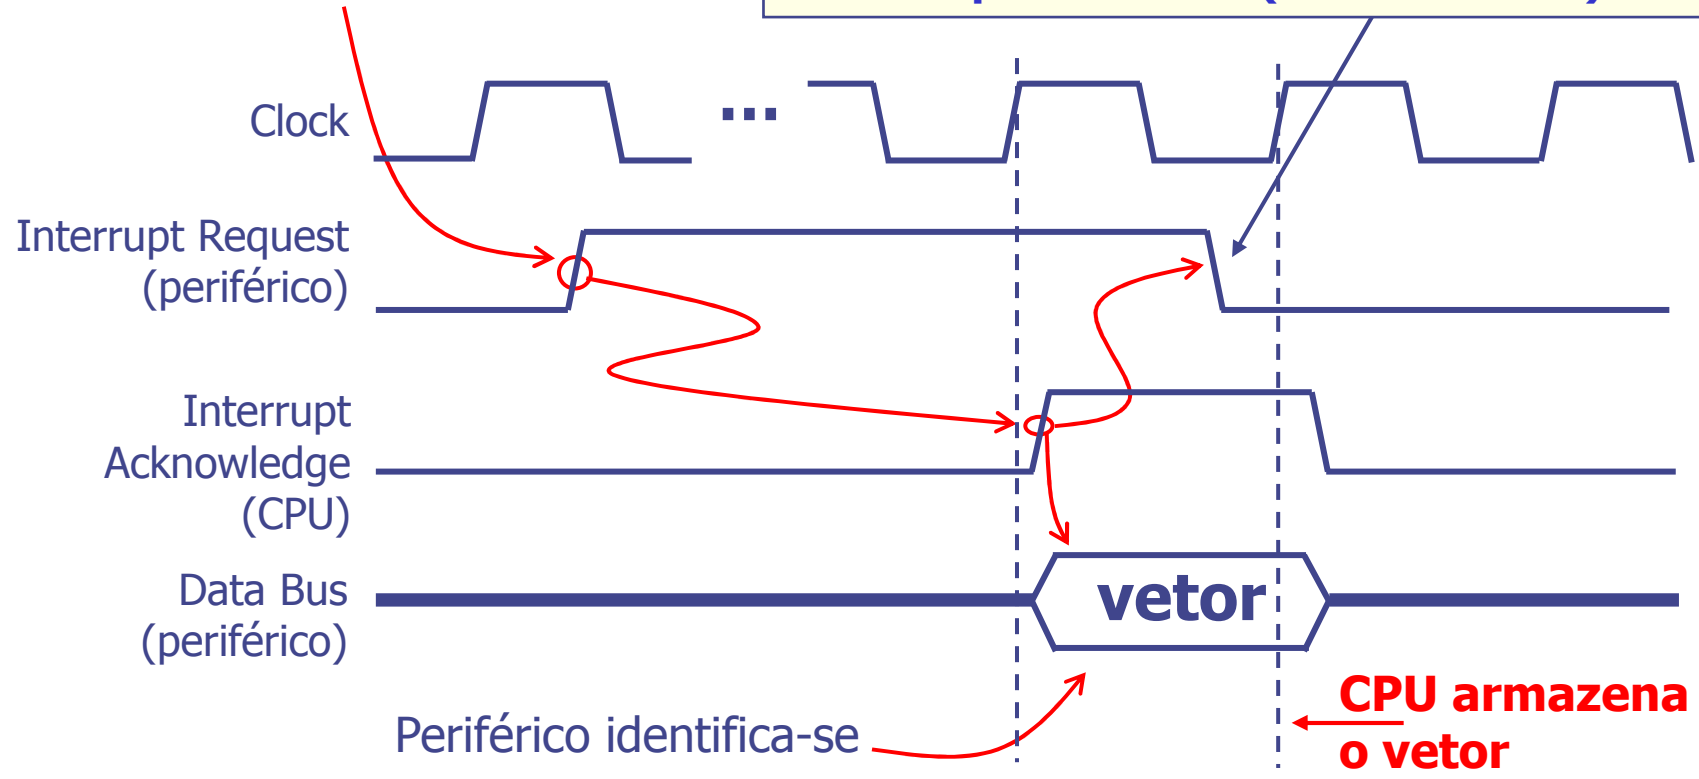 Clock
...
Interrupt Request
(periférico)
Interrupt
Acknowledge
(CPU)
Data Bus
(periférico)
vetor
Periférico identifica-se
CPU armazena
o vetor